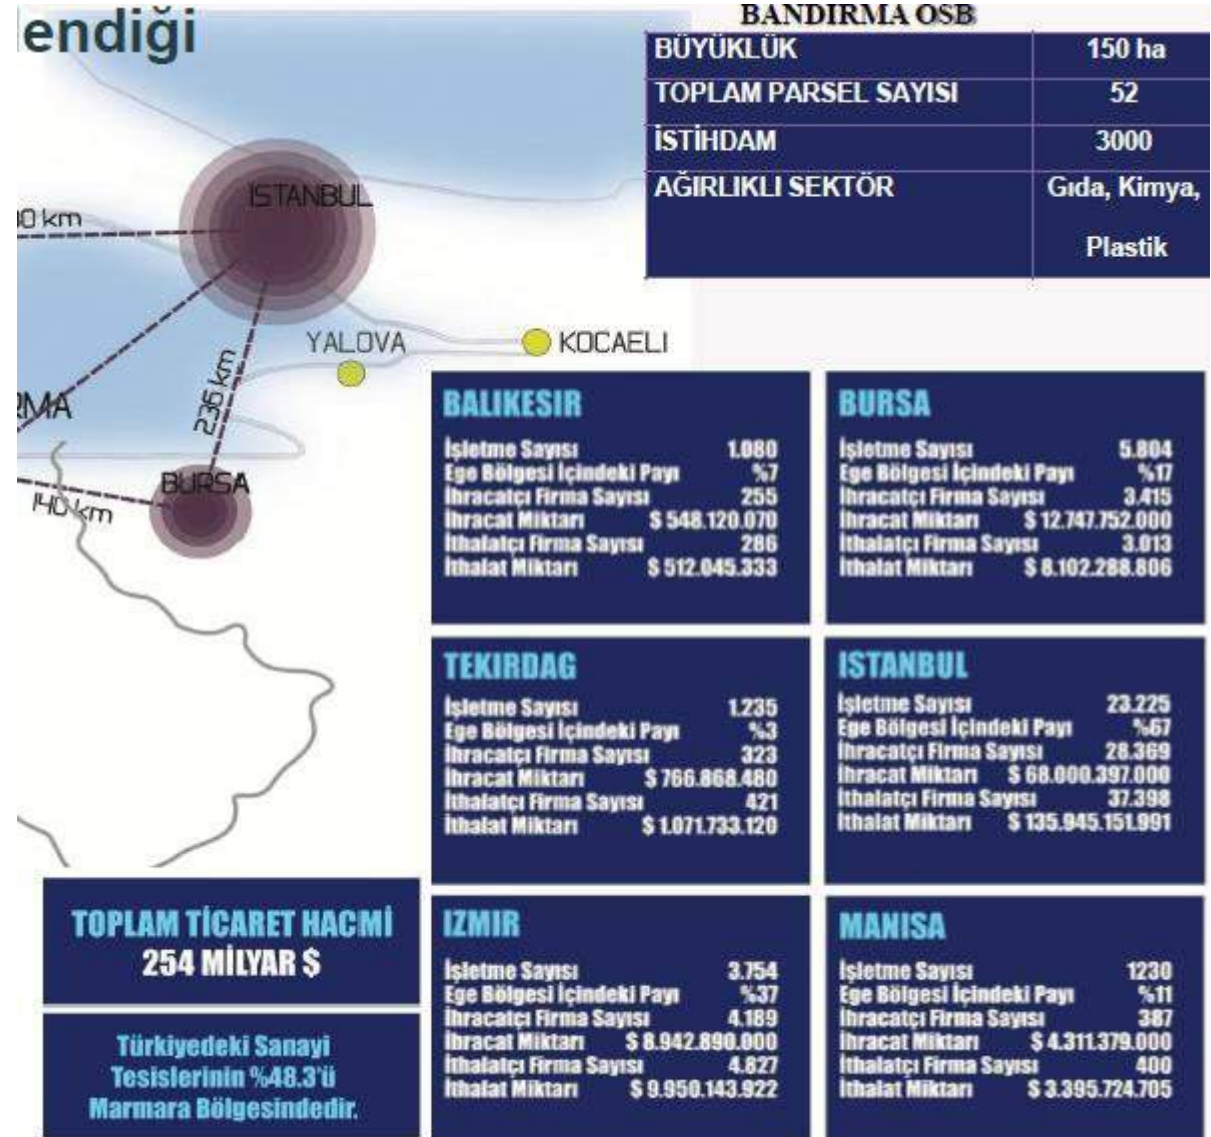 lendiği
BANDIRMA OSB
BÜYÜKLÜK 150 ha
TOPLAM PARSEL SAYISI 52
İSTİHDAM 3000
AĞIRLIKLI SEKTÖR Gıda, Kimya,
Plastik
İSTANBUL
0 km
YALOVA
KOCAELI
236 km
RMA
BURSA
140 km
BALIKESIR
İşletme Sayısı 1.080
Ege Bölgesi İçindeki Payı %7
İhracatçı Firma Sayısı 255
İhracat Miktarı $ 548.120.070
İthalatçı Firma Sayısı 286
İthalat Miktarı $ 512.045.333
BURSA
İşletme Sayısı 5.804
Ege Bölgesi İçindeki Payı %17
İhracatçı Firma Sayısı 3.415
İhracat Miktarı $ 12.747.752.000
İthalatçı Firma Sayısı 3.013
İthalat Miktarı $ 8.102.288.806
TEKIRDAG
İşletme Sayısı 1.235
Ege Bölgesi İçindeki Payı %3
İhracatçı Firma Sayısı 323
İhracat Miktarı $ 766.868.480
İthalatçı Firma Sayısı 421
İthalat Miktarı $ 1.071.733.120
ISTANBUL
İşletme Sayısı 23.225
Ege Bölgesi İçindeki Payı %67
İhracatçı Firma Sayısı 28.369
İhracat Miktarı $ 68.000.397.000
İthalatçı Firma Sayısı 37.398
İthalat Miktarı $ 135.945.151.991
TOPLAM TİCARET HACMİ
254 MİLYAR $
Türkiyedeki Sanayi
Tesislerinin %48.3'ü
Marmara Bölgesindedir.
IZMIR
İşletme Sayısı 3.754
Ege Bölgesi İçindeki Payı %37
İhracatçı Firma Sayısı 4.189
İhracat Miktarı $ 8.942.890.000
İthalatçı Firma Sayısı 4.827
İthalat Miktarı $ 9.950.143.922
MANISA
İşletme Sayısı 1230
Ege Bölgesi İçindeki Payı %11
İhracatçı Firma Sayısı 387
İhracat Miktarı $ 4.311.379.000
İthalatçı Firma Sayısı 400
İthalat Miktarı $ 3.395.724.705